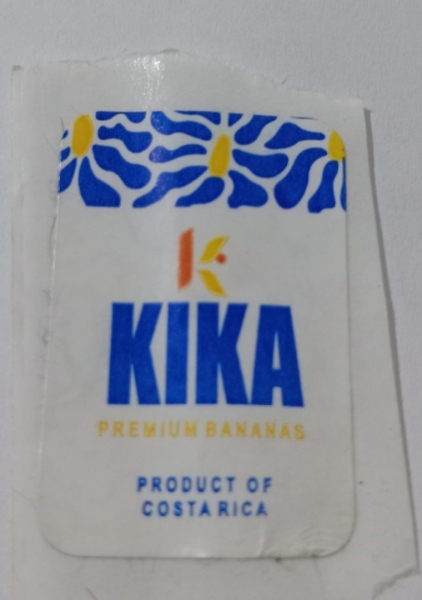 K
KIKA
PREMIUM BANANAS
PRODUCT OF
COSTA RICA